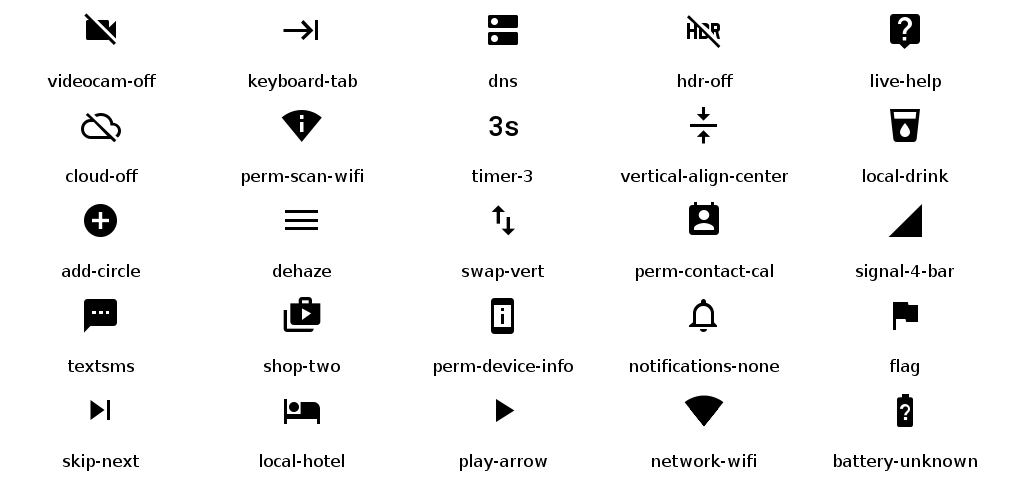 HDR
videocam-off keyboard-tab dns hdr-off live-help
3s
cloud-off perm-scan-wifi timer-3 vertical-align-center local-drink
add-circle dehaze swap-vert perm-contact-cal signal-4-bar
textsms shop-two perm-device-info notifications-none flag
skip-next local-hotel play-arrow network-wifi battery-unknown